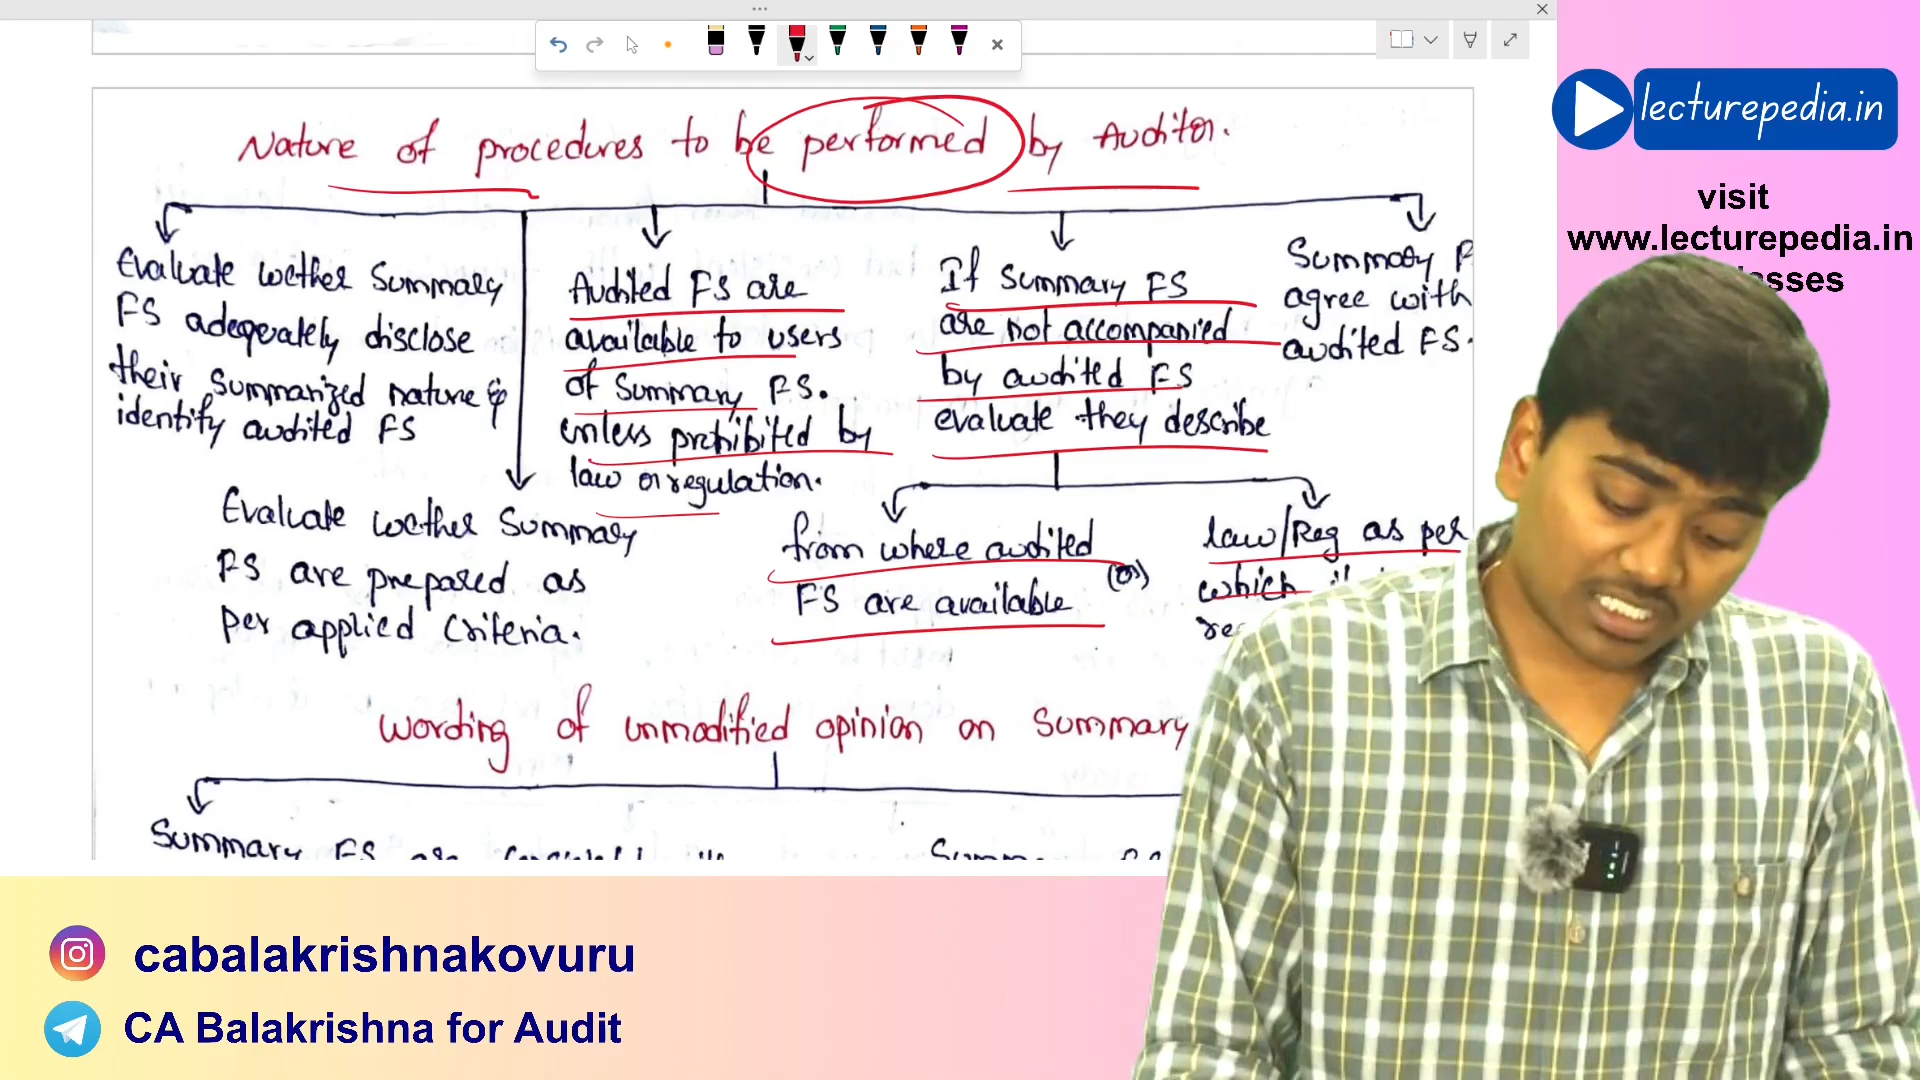 Nature of procedures to be performed by Auditor.
Evaluate wether Summary
FS adequately disclose
their summarized nature &
identify audited FS
Evaluate wether Summary
FS are prepared as
per applied criteria.
Audited FS are
available to users
of summary FS.
unless prohibited by
law or regulation.
If summary FS
are not accompanied
by audited FS
evaluate they describe
from where audited
FS are available
(or)
law/Reg as per
which
Summary F
agree with
audited FS.
wording of unmodified opinion on Summary
Summary FS are
lecturepedia.in
visit
www.lecturepedia.in
cabalakrishnakovuru
CA Balakrishna for Audit